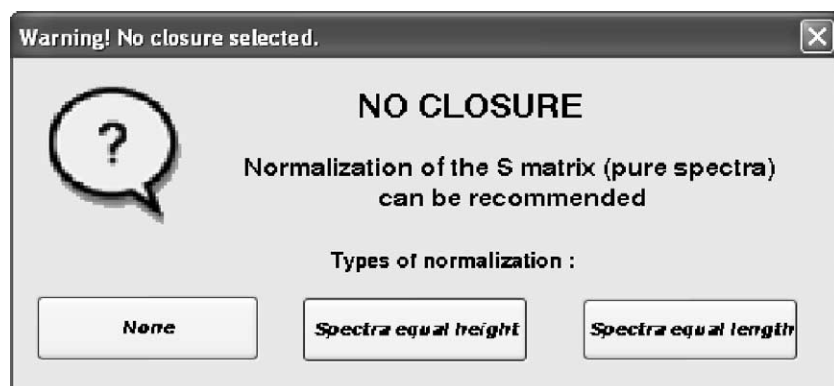 Warning! No closure selected.
?
NO CLOSURE
Normalization of the S matrix (pure spectra)
can be recommended
Types of normalization :
None
Spectra equal height
Spectra equal length